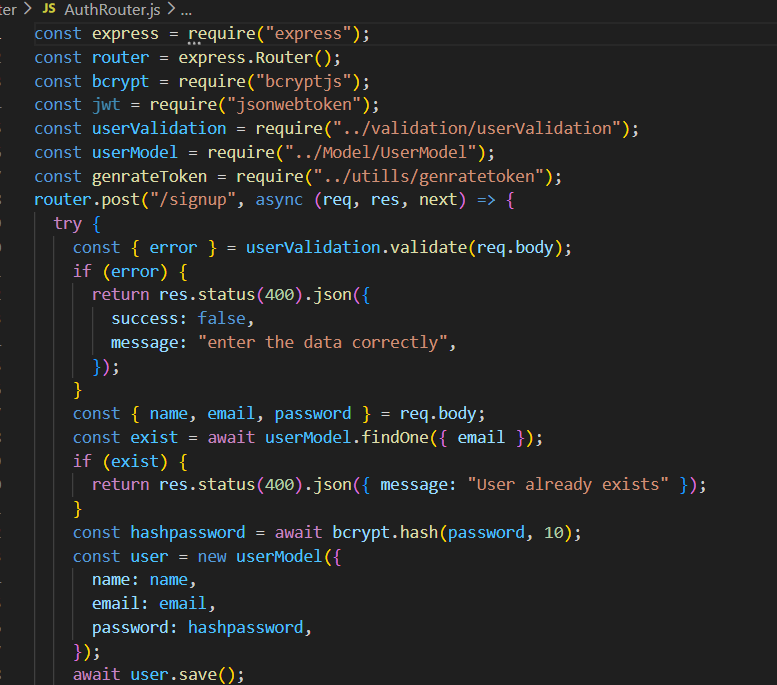 ter > JS AuthRouter.js > ...
const express = require("express");
const router = express.Router();
const bcrypt = require("bcryptjs");
const jwt = require("jsonwebtoken");
const userValidation = require("../validation/userValidation");
const userModel = require("../Model/UserModel");
const genrateToken = require("../utills/genratetoken");
router.post("/signup", async (req, res, next) => {
  try {
    const { error } = userValidation.validate(req.body);
    if (error) {
      return res.status(400).json({
        success: false,
        message: "enter the data correctly",
      });
    }
    const { name, email, password } = req.body;
    const exist = await userModel.findOne({ email });
    if (exist) {
      return res.status(400).json({ message: "User already exists" });
    }
    const hashpassword = await bcrypt.hash(password, 10);
    const user = new userModel({
      name: name,
      email: email,
      password: hashpassword,
    });
    await user.save();